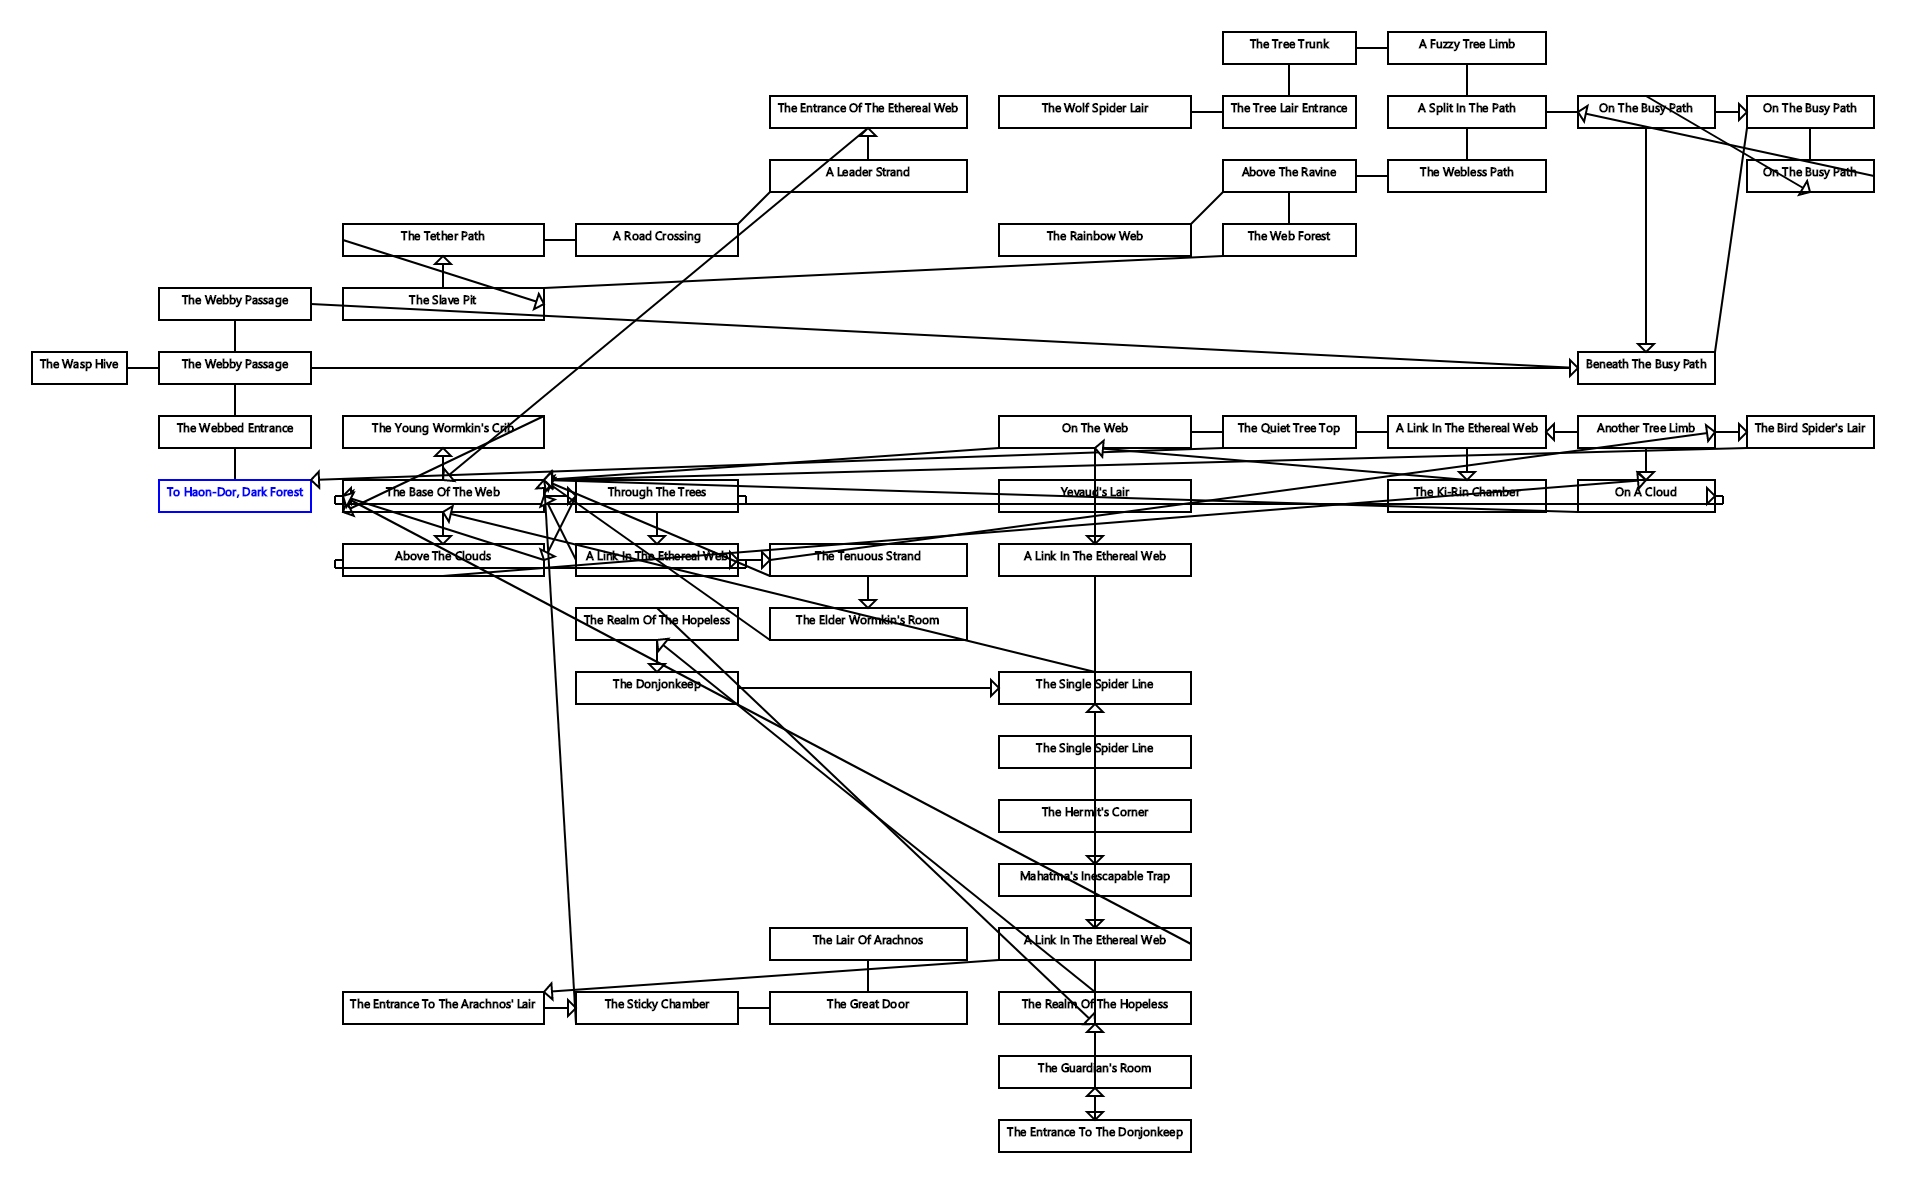 The Tree Trunk
A Fuzzy Tree Limb
The Entrance Of The Ethereal Web
The Wolf Spider Lair
The Tree Lair Entrance
A Split In The Path
On The Busy Path
On The Busy Path
A Leader Strand
Above The Ravine
The Webless Path
On The Busy Path
The Tether Path
A Road Crossing
The Rainbow Web
The Web Forest
The Webby Passage
The Slave Pit
The Wasp Hive
The Webby Passage
Beneath The Busy Path
The Webbed Entrance
The Young Wormkin's Crib
On The Web
The Quiet Tree Top
A Link In The Ethereal Web
Another Tree Limb
The Bird Spider's Lair
To Haon-Dor, Dark Forest
The Base Of The Web
Through The Trees
Yevaud's Lair
The Ki-Rin Chamber
On A Cloud
Above The Clouds
A Link In The Ethereal Web
The Tenuous Strand
A Link In The Ethereal Web
The Realm Of The Hopeless
The Elder Wormkin's Room
The Donjonkeep
The Single Spider Line
The Single Spider Line
The Hermit's Corner
Mahatma's Inescapable Trap
The Lair Of Arachnos
A Link In The Ethereal Web
The Entrance To The Arachnos' Lair
The Sticky Chamber
The Great Door
The Realm Of The Hopeless
The Guardian's Room
The Entrance To The Donjonkeep